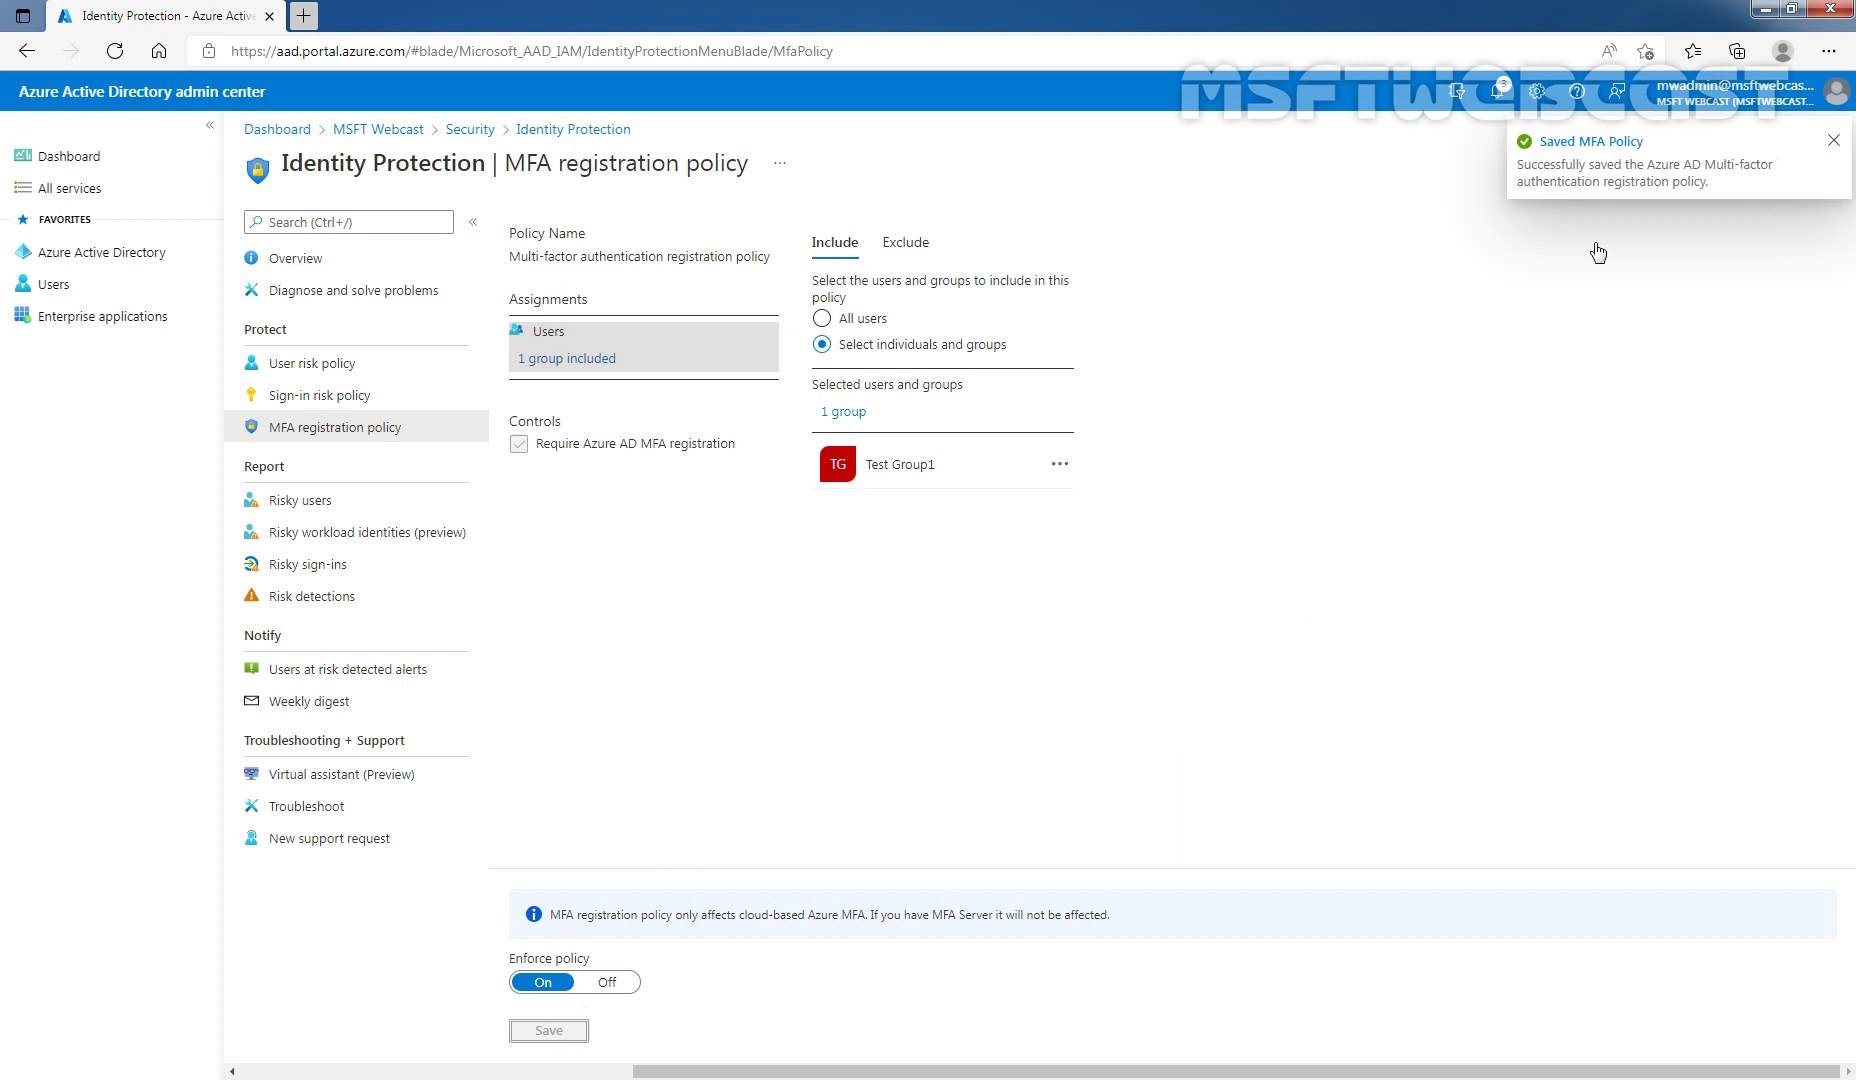 Identity Protection - Azure Active
https://aad.portal.azure.com/#blade/Microsoft_AAD_IAM/IdentityProtectionMenuBlade/MfaPolicy
MSFTWEBCAST
Azure Active Directory admin center
3
mwadmin@msftwebcas...
MSFT WEBCAST (MSFTWEBCAST...
Dashboard
All services
FAVORITES
Azure Active Directory
Users
Enterprise applications
Dashboard > MSFT Webcast > Security > Identity Protection
Identity Protection | MFA registration policy ...
Search (Ctrl+/)
Overview
Diagnose and solve problems
Protect
User risk policy
Sign-in risk policy
MFA registration policy
Report
Risky users
Risky workload identities (preview)
Risky sign-ins
Risk detections
Notify
Users at risk detected alerts
Weekly digest
Troubleshooting + Support
Virtual assistant (Preview)
Troubleshoot
New support request
Policy Name
Multi-factor authentication registration policy
Assignments
Users
1 group included
Controls
Require Azure AD MFA registration
Include Exclude
Select the users and groups to include in this
policy
All users
Select individuals and groups
Selected users and groups
1 group
TG Test Group1
Saved MFA Policy
Successfully saved the Azure AD Multi-factor
authentication registration policy.
MFA registration policy only affects cloud-based Azure MFA. If you have MFA Server it will not be affected.
Enforce policy
On Off
Save